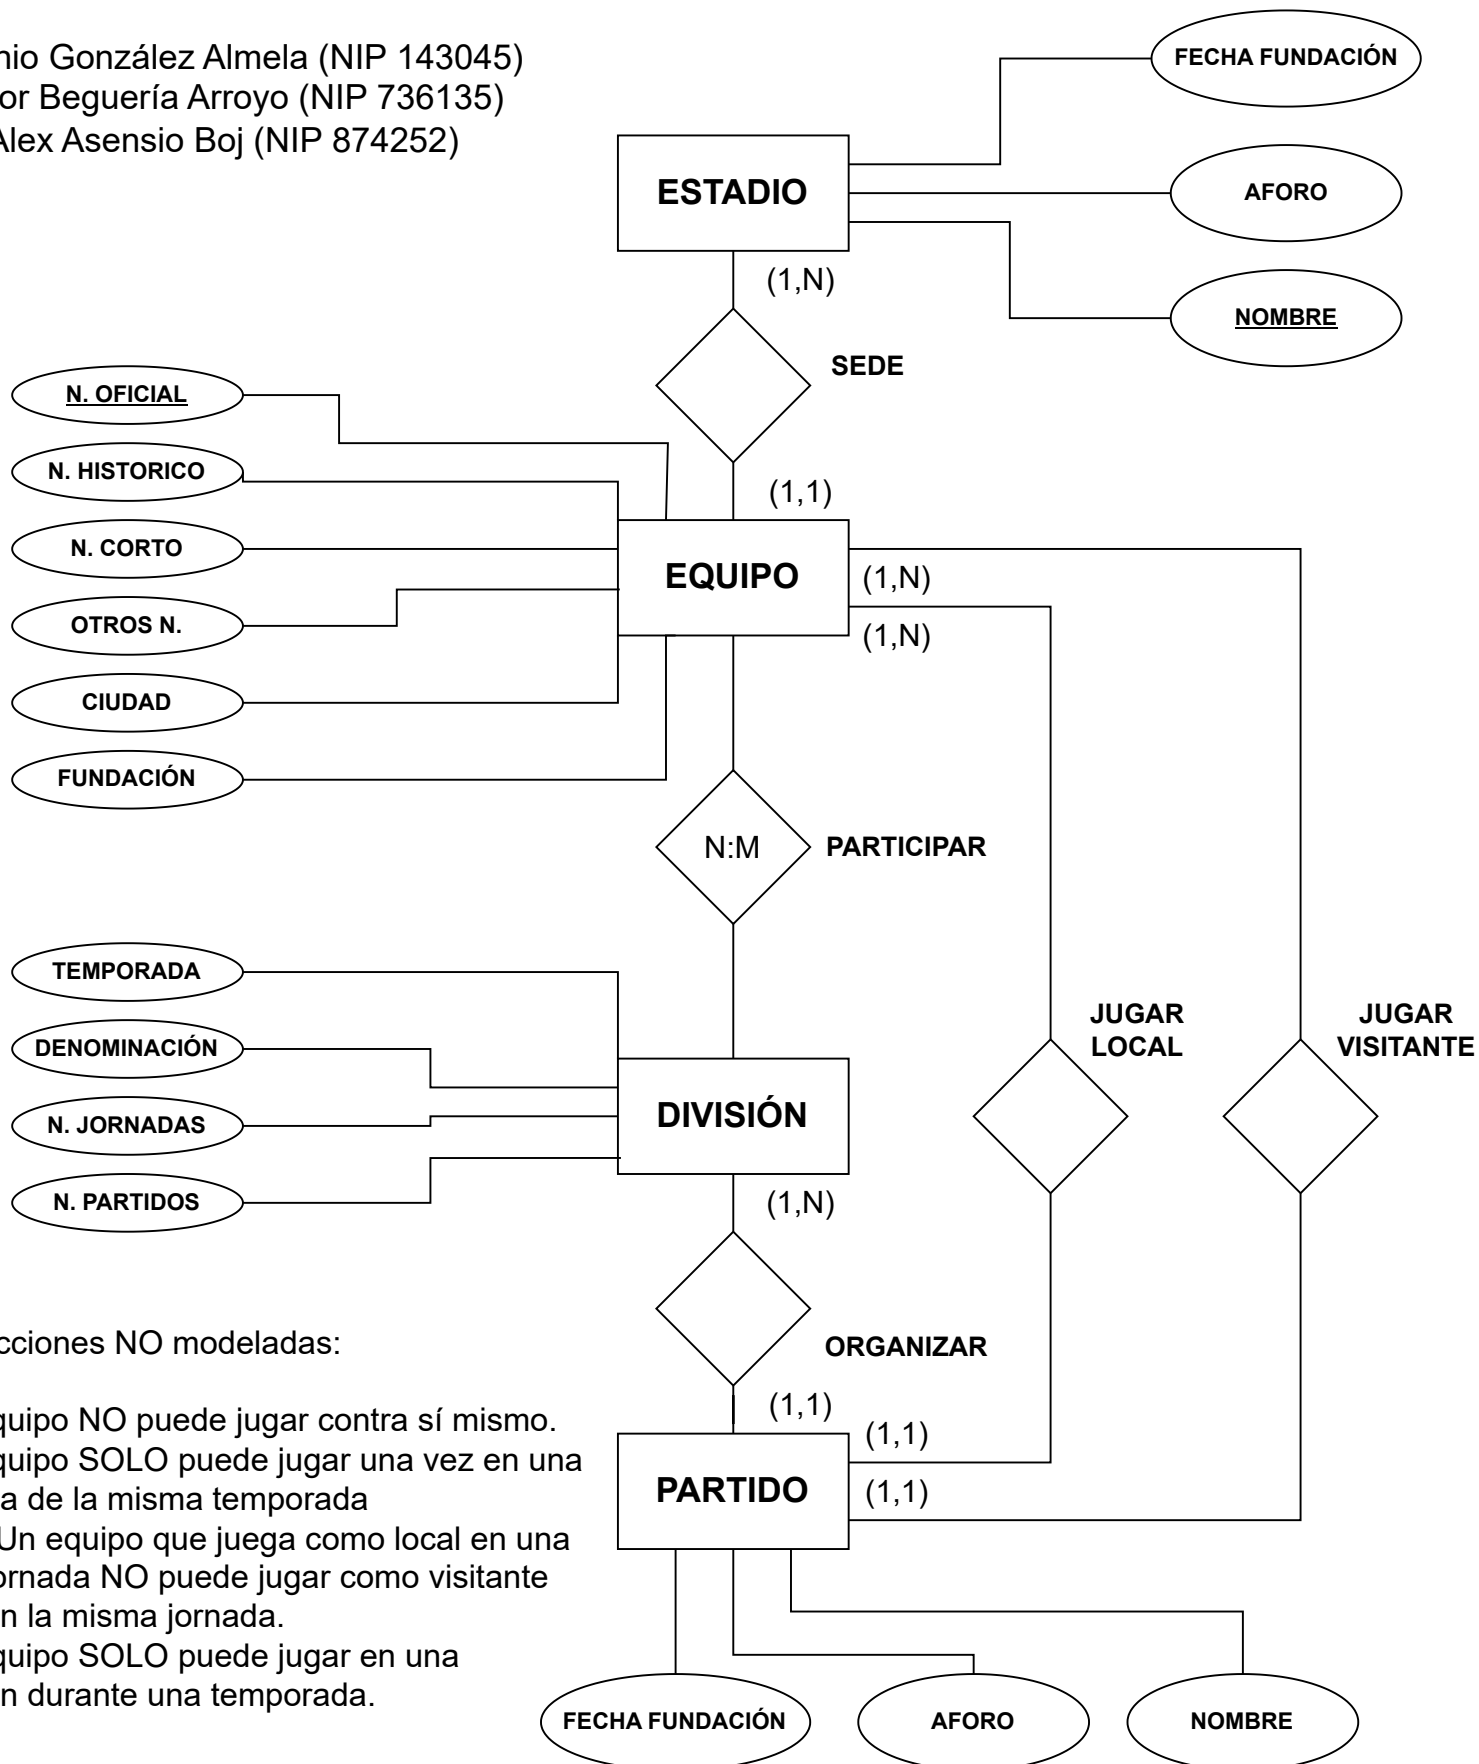 nio González Almela (NIP 143045)
or Beguería Arroyo (NIP 736135)
Alex Asensio Boj (NIP 874252)
FECHA FUNDACIÓN
AFORO
NOMBRE
ESTADIO
(1,N)
SEDE
(1,1)
N. OFICIAL
N. HISTORICO
N. CORTO
OTROS N.
CIUDAD
FUNDACIÓN
EQUIPO
(1,N)
(1,N)
N:M
PARTICIPAR
TEMPORADA
DENOMINACIÓN
N. JORNADAS
N. PARTIDOS
DIVISIÓN
JUGAR
LOCAL
JUGAR
VISITANTE
(1,N)
ORGANIZAR
(1,1)
(1,1)
(1,1)
PARTIDO
cciones NO modeladas:
quipo NO puede jugar contra sí mismo.
quipo SOLO puede jugar una vez en una
a de la misma temporada
Un equipo que juega como local en una
ornada NO puede jugar como visitante
n la misma jornada.
quipo SOLO puede jugar en una
n durante una temporada.
FECHA FUNDACIÓN
AFORO
NOMBRE